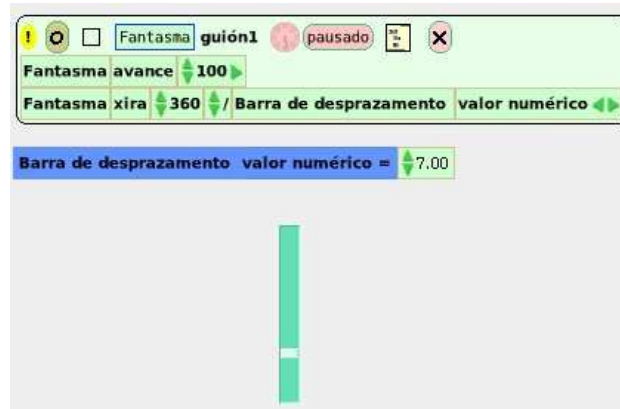 ! Fantasma guión1 pausado
Fantasma avance 100
Fantasma xira 360 / Barra de desprazamento valor numérico
Barra de desprazamento valor numérico = 7.00